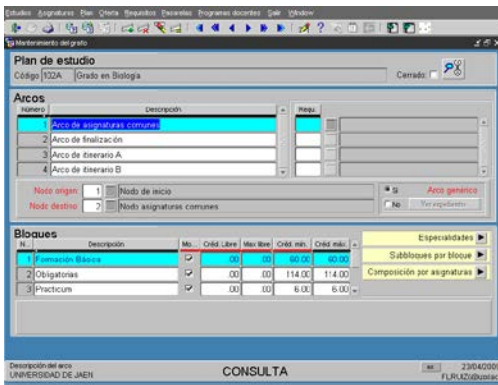 Estudios Asignaturas Plan Oferta Requisitos Pasarelas Programas docentes Salir Window
Mantenimiento del grafo
Plan de estudio
Código 102A Grado en Biología Cerrado:
Arcos
Número Descripción Requ.
1 Arco de asignaturas comunes
2 Arco de finalización
3 Arco de itinerario A
4 Arco de itinerario B
Nodo origen: 1 Nodo de inicio Si Arco genérico
Nodo destino: 2 Nodo asignaturas comunes No Ver expediente
Bloques
N... Descripción Mo... Créd. Libre Max libre Créd. mín. Créd. máx.
1 Formación Básica .00 .00 60.00 60.00
2 Obligatorias .00 .00 114.00 114.00
3 Practicum .00 .00 6.00 6.00
Especialidades
Subbloques por bloque
Composición por asignaturas
Descripción del arco
UNIVERSIDAD DE JAEN CONSULTA